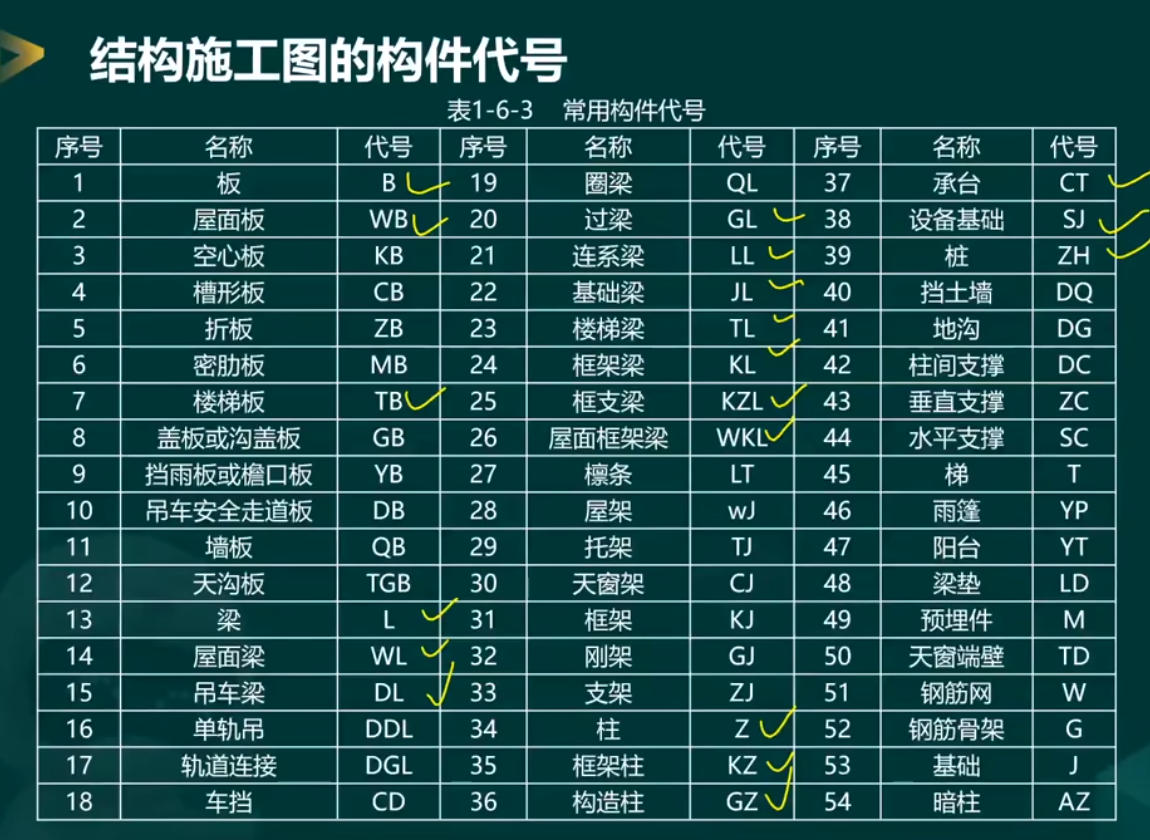 结构施工图的构件代号
表1-6-3 常用构件代号
序号 名称 代号 序号 名称 代号 序号 名称 代号
1 板 B 19 圈梁 QL 37 承台 CT
2 屋面板 WB 20 过梁 GL 38 设备基础 SJ
3 空心板 KB 21 连系梁 LL 39 桩 ZH
4 槽形板 CB 22 基础梁 JL 40 挡土墙 DQ
5 折板 ZB 23 楼梯梁 TL 41 地沟 DG
6 密肋板 MB 24 框架梁 KL 42 柱间支撑 DC
7 楼梯板 TB 25 框支梁 KZL 43 垂直支撑 ZC
8 盖板或沟盖板 GB 26 屋面框架梁 WKL 44 水平支撑 SC
9 挡雨板或檐口板 YB 27 檩条 LT 45 梯 T
10 吊车安全走道板 DB 28 屋架 wJ 46 雨篷 YP
11 墙板 QB 29 托架 TJ 47 阳台 YT
12 天沟板 TGB 30 天窗架 CJ 48 梁垫 LD
13 梁 L 31 框架 KJ 49 预埋件 M
14 屋面梁 WL 32 刚架 GJ 50 天窗端壁 TD
15 吊车梁 DL 33 支架 ZJ 51 钢筋网 W
16 单轨吊 DDL 34 柱 Z 52 钢筋骨架 G
17 轨道连接 DGL 35 框架柱 KZ 53 基础 J
18 车挡 CD 36 构造柱 GZ 54 暗柱 AZ